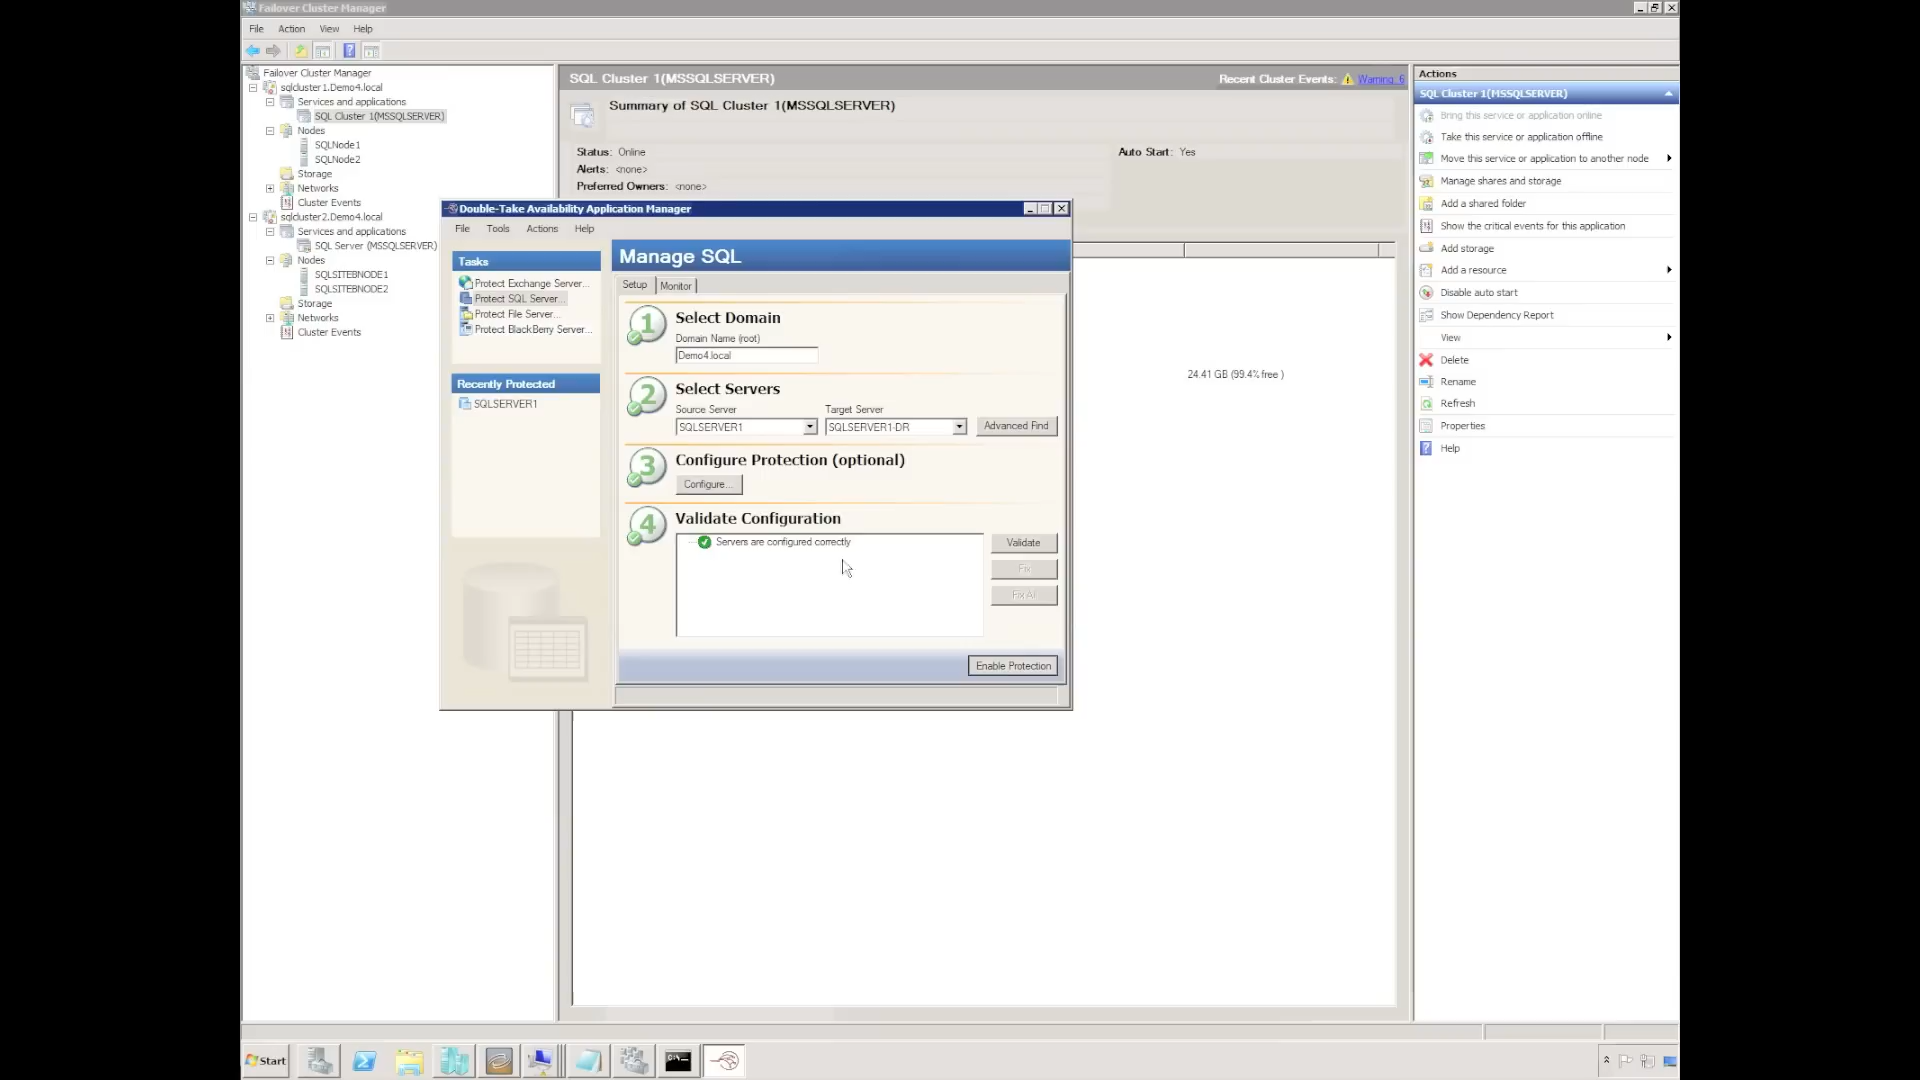 Failover Cluster Manager
File Action View Help
Failover Cluster Manager
sqlcluster1.Demo4.local
Services and applications
SQL Cluster 1(MSSQLSERVER)
Nodes
SQLNode1
SQLNode2
Storage
Networks
Cluster Events
sqlcluster2.Demo4.local
Services and applications
SQL Server (MSSQLSERVER)
Nodes
SQLSITEBNODE1
SQLSITEBNODE2
Storage
Networks
Cluster Events
SQL Cluster 1(MSSQLSERVER)
Recent Cluster Events: Warning: 6
Summary of SQL Cluster 1(MSSQLSERVER)
Status: Online
Auto Start: Yes
Alerts: <none>
Preferred Owners: <none>
24.41 GB (99.4% free )
Double-Take Availability Application Manager
File Tools Actions Help
Tasks
Protect Exchange Server...
Protect SQL Server...
Protect File Server...
Protect BlackBerry Server...
Recently Protected
SQLSERVER1
Manage SQL
Setup Monitor
1 Select Domain
Domain Name (root)
Demo4.local
2 Select Servers
Source Server Target Server
SQLSERVER1 SQLSERVER1-DR Advanced Find
3 Configure Protection (optional)
Configure...
4 Validate Configuration
Servers are configured correctly
Validate
Fix
Fix All
Enable Protection
Actions
SQL Cluster 1(MSSQLSERVER)
Bring this service or application online
Take this service or application offline
Move this service or application to another node
Manage shares and storage
Add a shared folder
Show the critical events for this application
Add storage
Add a resource
Disable auto start
Show Dependency Report
View
Delete
Rename
Refresh
Properties
Help
Start